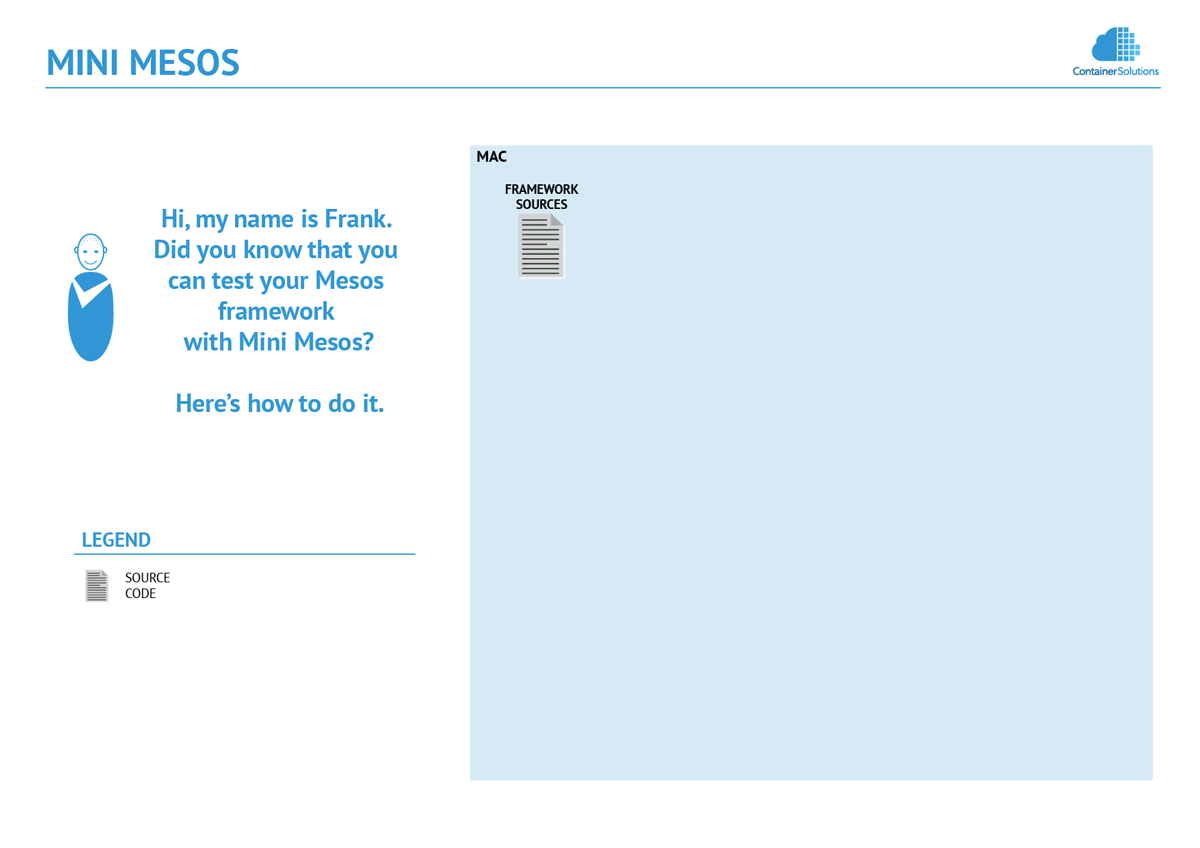 MINI MESOS
ContainerSolutions
Hi, my name is Frank.
Did you know that you
can test your Mesos
framework
with Mini Mesos?
Here’s how to do it.
LEGEND
SOURCE
CODE
MAC
FRAMEWORK
SOURCES